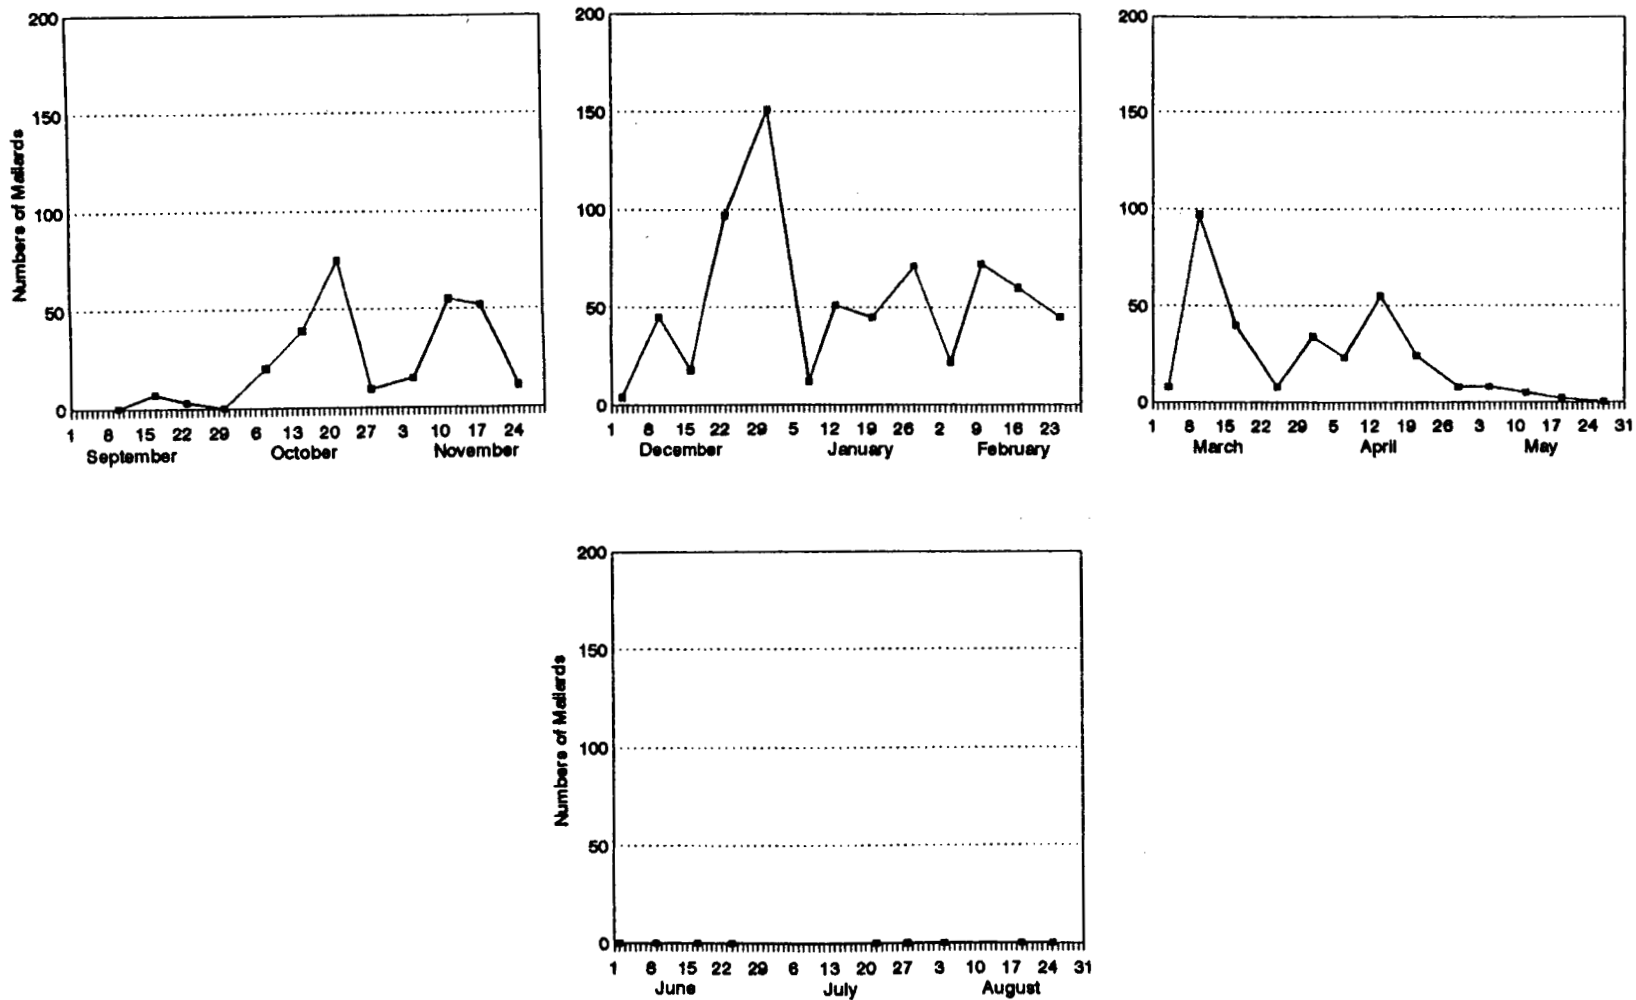 200
150
100
50
0
Numbers of Mallards
1 8 15 22 29 6 13 20 27 3 10 17 24
September October November
200
150
100
50
0
1 8 15 22 29 5 12 19 26 2 9 16 23
December January February
200
150
100
50
0
1 8 15 22 29 5 12 19 26 3 10 17 24 31
March April May
200
150
100
50
0
Numbers of Mallards
1 8 15 22 29 6 13 20 27 3 10 17 24 31
June July August